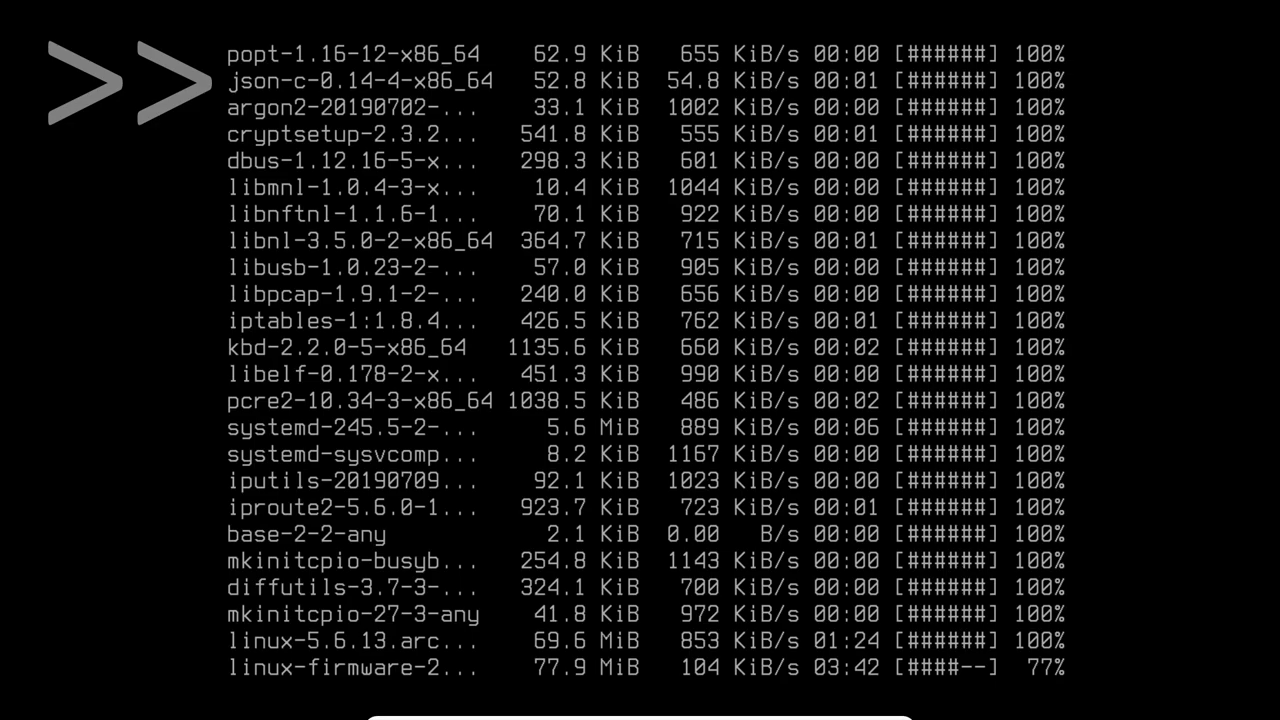 >>
popt-1.16-12-x86_64 62.9 KiB 655 KiB/s 00:00 [######] 100%
json-c-0.14-4-x86_64 52.8 KiB 54.8 KiB/s 00:01 [######] 100%
argon2-20190702-... 33.1 KiB 1002 KiB/s 00:00 [######] 100%
cryptsetup-2.3.2... 541.8 KiB 555 KiB/s 00:01 [######] 100%
dbus-1.12.16-5-x... 298.3 KiB 601 KiB/s 00:00 [######] 100%
libmnl-1.0.4-3-x... 10.4 KiB 1044 KiB/s 00:00 [######] 100%
libnftnl-1.1.6-1... 70.1 KiB 922 KiB/s 00:00 [######] 100%
libnl-3.5.0-2-x86_64 364.7 KiB 715 KiB/s 00:01 [######] 100%
libusb-1.0.23-2-... 57.0 KiB 905 KiB/s 00:00 [######] 100%
libpcap-1.9.1-2-... 240.0 KiB 656 KiB/s 00:00 [######] 100%
iptables-1:1.8.4... 426.5 KiB 762 KiB/s 00:01 [######] 100%
kbd-2.2.0-5-x86_64 1135.6 KiB 660 KiB/s 00:02 [######] 100%
libelf-0.178-2-x... 451.3 KiB 990 KiB/s 00:00 [######] 100%
pcre2-10.34-3-x86_64 1038.5 KiB 486 KiB/s 00:02 [######] 100%
systemd-245.5-2-... 5.6 MiB 889 KiB/s 00:06 [######] 100%
systemd-sysvcomp... 8.2 KiB 1167 KiB/s 00:00 [######] 100%
iputils-20190709... 92.1 KiB 1023 KiB/s 00:00 [######] 100%
iproute2-5.6.0-1... 923.7 KiB 723 KiB/s 00:01 [######] 100%
base-2-2-any 2.1 KiB 0.00 B/s 00:00 [######] 100%
mkinitcpio-busyb... 254.8 KiB 1143 KiB/s 00:00 [######] 100%
diffutils-3.7-3-... 324.1 KiB 700 KiB/s 00:00 [######] 100%
mkinitcpio-27-3-any 41.8 KiB 972 KiB/s 00:00 [######] 100%
linux-5.6.13.arc... 69.6 MiB 853 KiB/s 01:24 [######] 100%
linux-firmware-2... 77.9 MiB 104 KiB/s 03:42 [####--] 77%